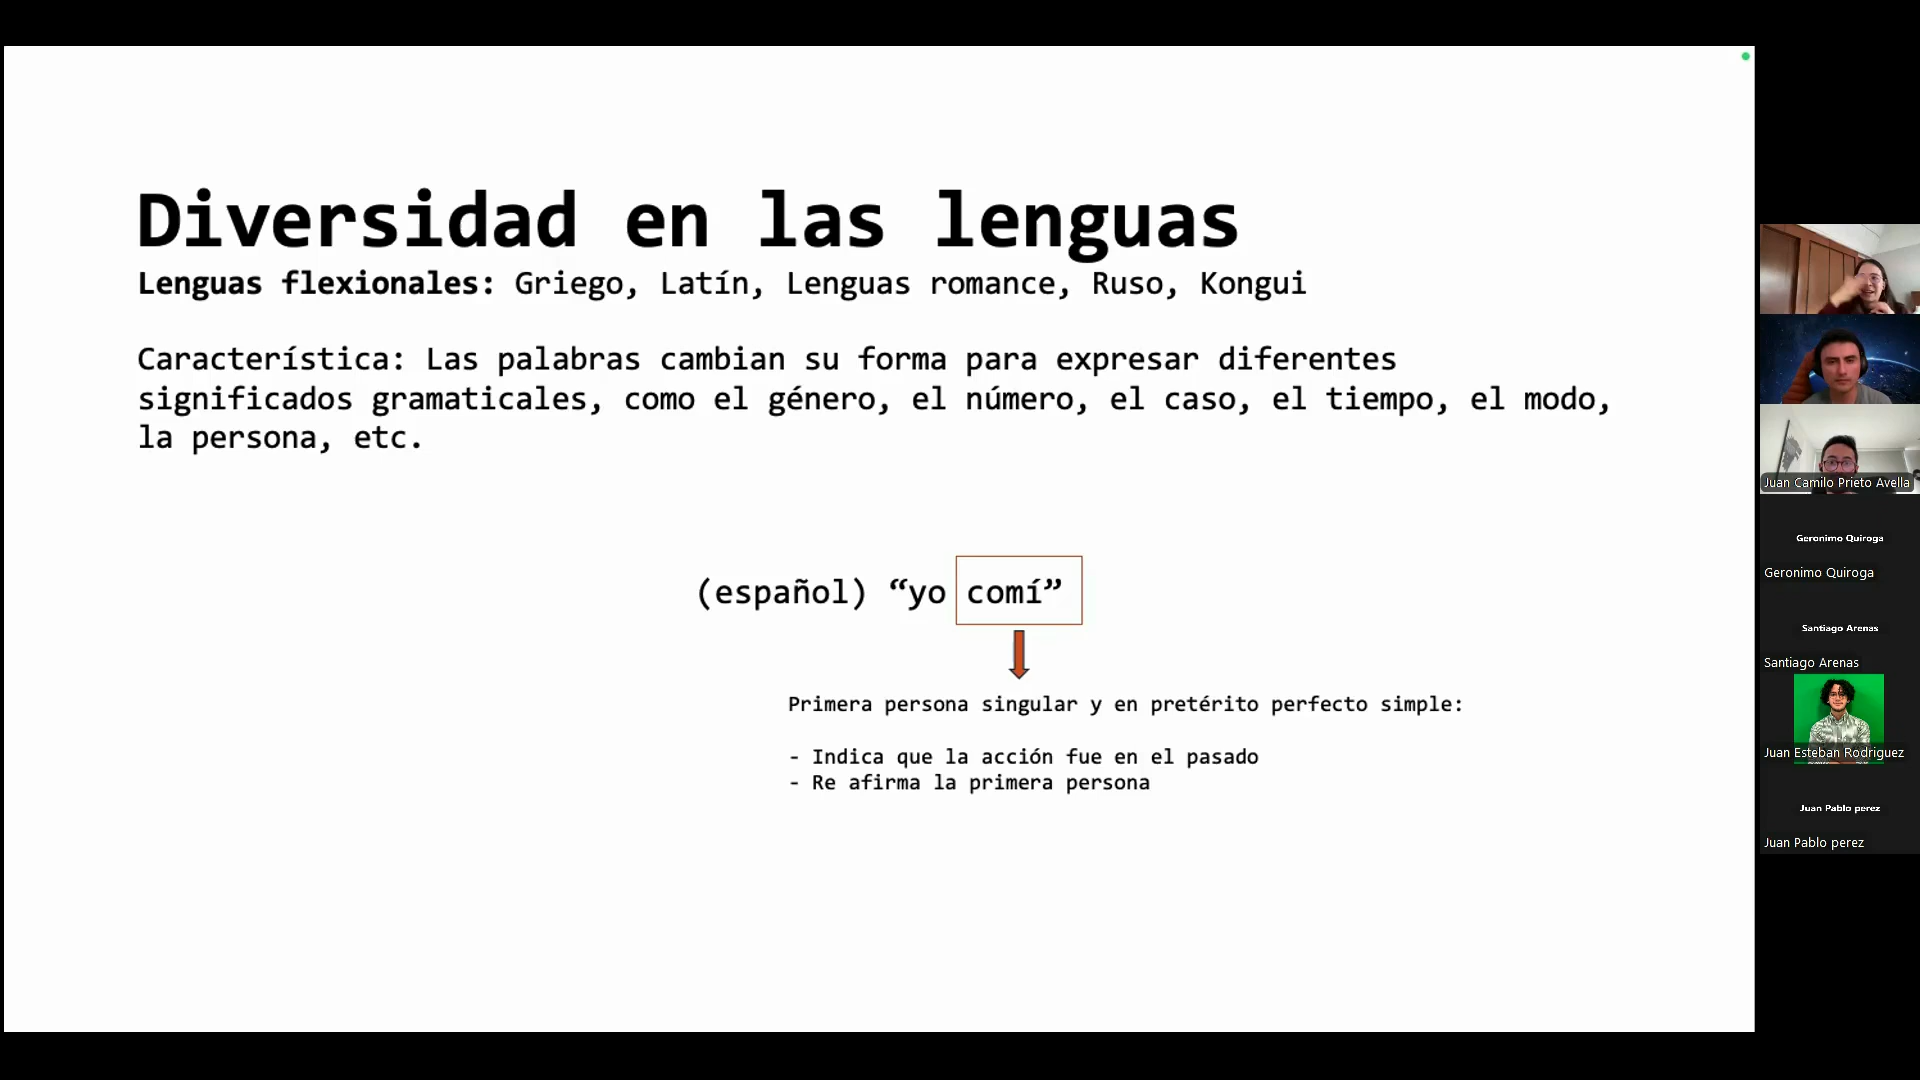 Diversidad en las lenguas
Lenguas flexionales: Griego, Latín, Lenguas romance, Ruso, Kongui
Característica: Las palabras cambian su forma para expresar diferentes
significados gramaticales, como el género, el número, el caso, el tiempo, el modo,
la persona, etc.
(español) “yo comí”
Primera persona singular y en pretérito perfecto simple:
- Indica que la acción fue en el pasado
- Re afirma la primera persona
Juan Camilo Prieto Avella
Geronimo Quiroga
Geronimo Quiroga
Santiago Arenas
Santiago Arenas
Juan Esteban Rodriguez
Juan Pablo perez
Juan Pablo perez